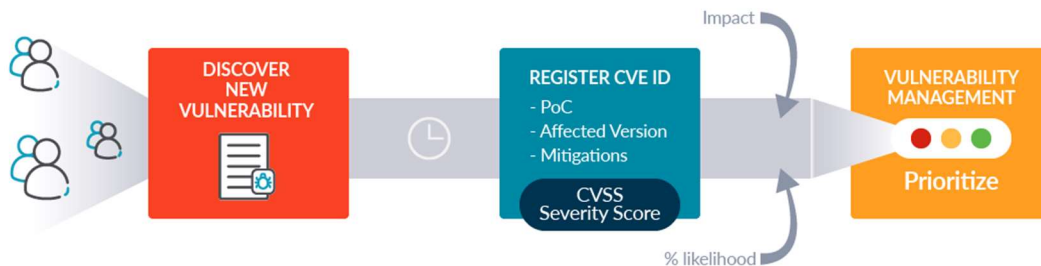 DISCOVER
NEW
VULNERABILITY
REGISTER CVE ID
- PoC
- Affected Version
- Mitigations
CVSS
Severity Score
Impact
% likelihood
VULNERABILITY
MANAGEMENT
Prioritize